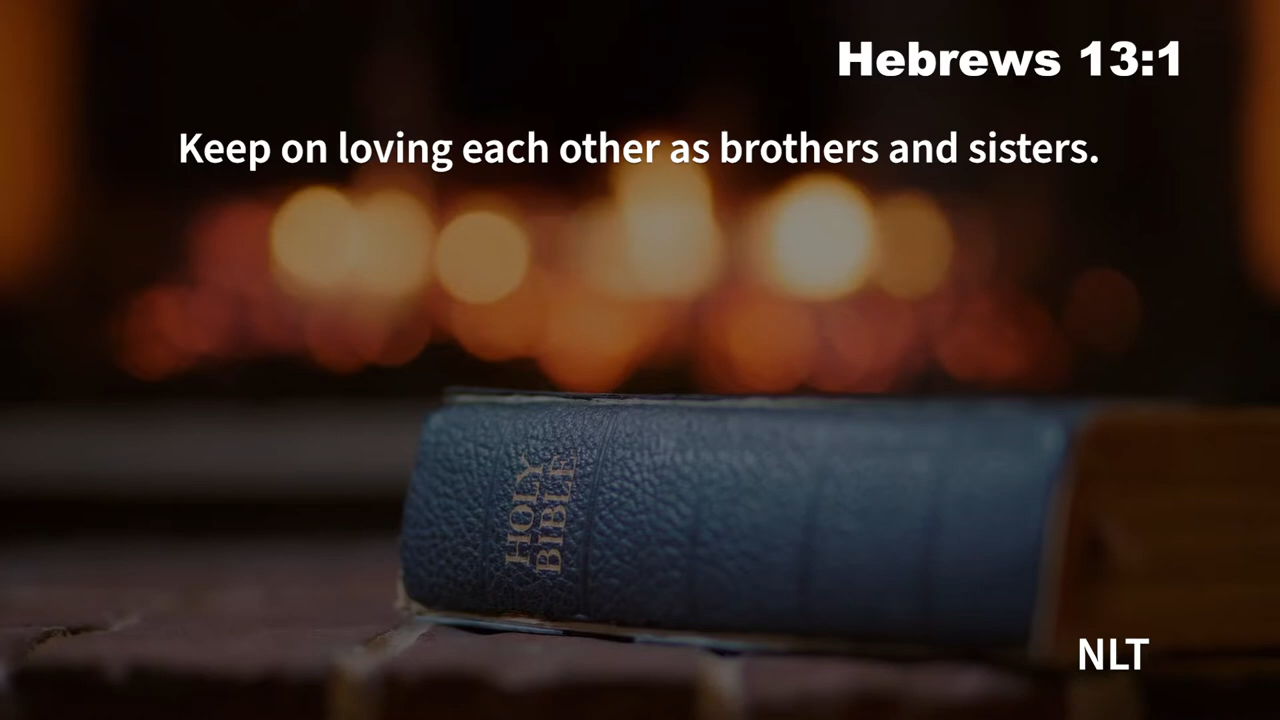 Hebrews 13:1
Keep on loving each other as brothers and sisters.
HOLY
BIBLE
NLT